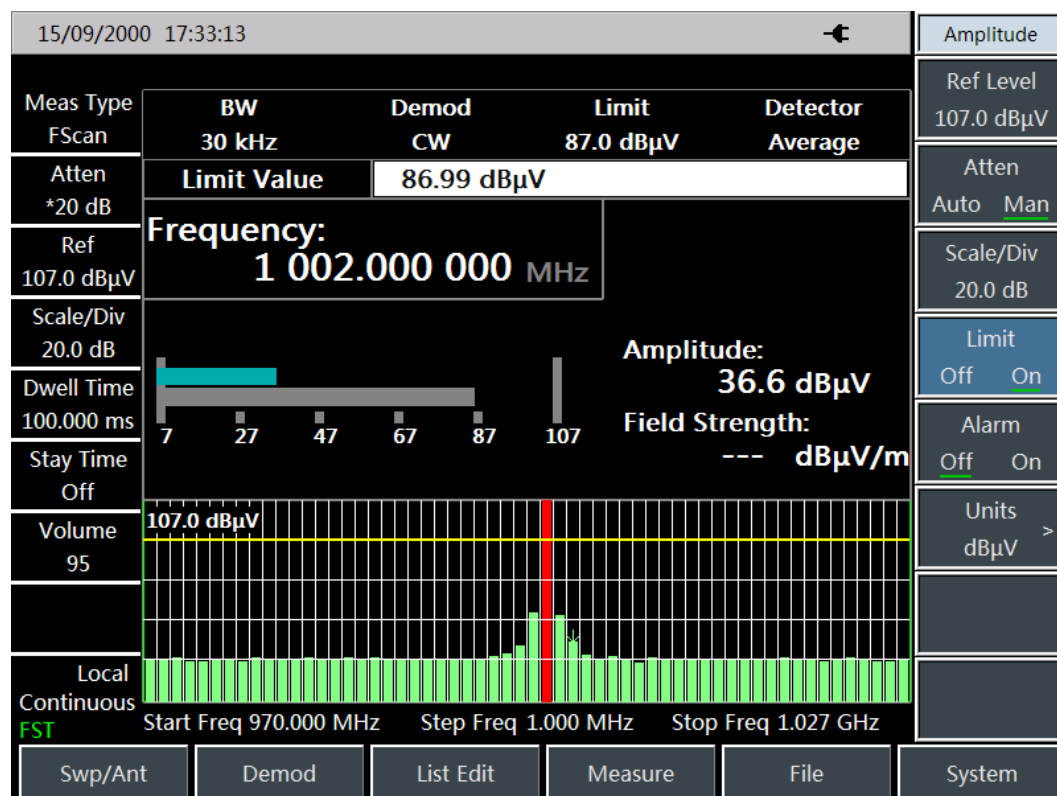 15/09/2000 17:33:13
Amplitude
Meas Type
FScan
Atten
*20 dB
Ref
107.0 dBµV
Scale/Div
20.0 dB
Dwell Time
100.000 ms
Stay Time
Off
Volume
95
Local
Continuous
FST
BW Demod Limit Detector
30 kHz CW 87.0 dBµV Average
Limit Value 86.99 dBµV
Frequency:
1 002.000 000 MHz
Amplitude:
36.6 dBµV
Field Strength:
--- dBµV/m
7 27 47 67 87 107
107.0 dBµV
Start Freq 970.000 MHz Step Freq 1.000 MHz Stop Freq 1.027 GHz
Ref Level
107.0 dBµV
Atten
Auto Man
Scale/Div
20.0 dB
Limit
Off On
Alarm
Off On
Units
dBµV >
Swp/Ant Demod List Edit Measure File System